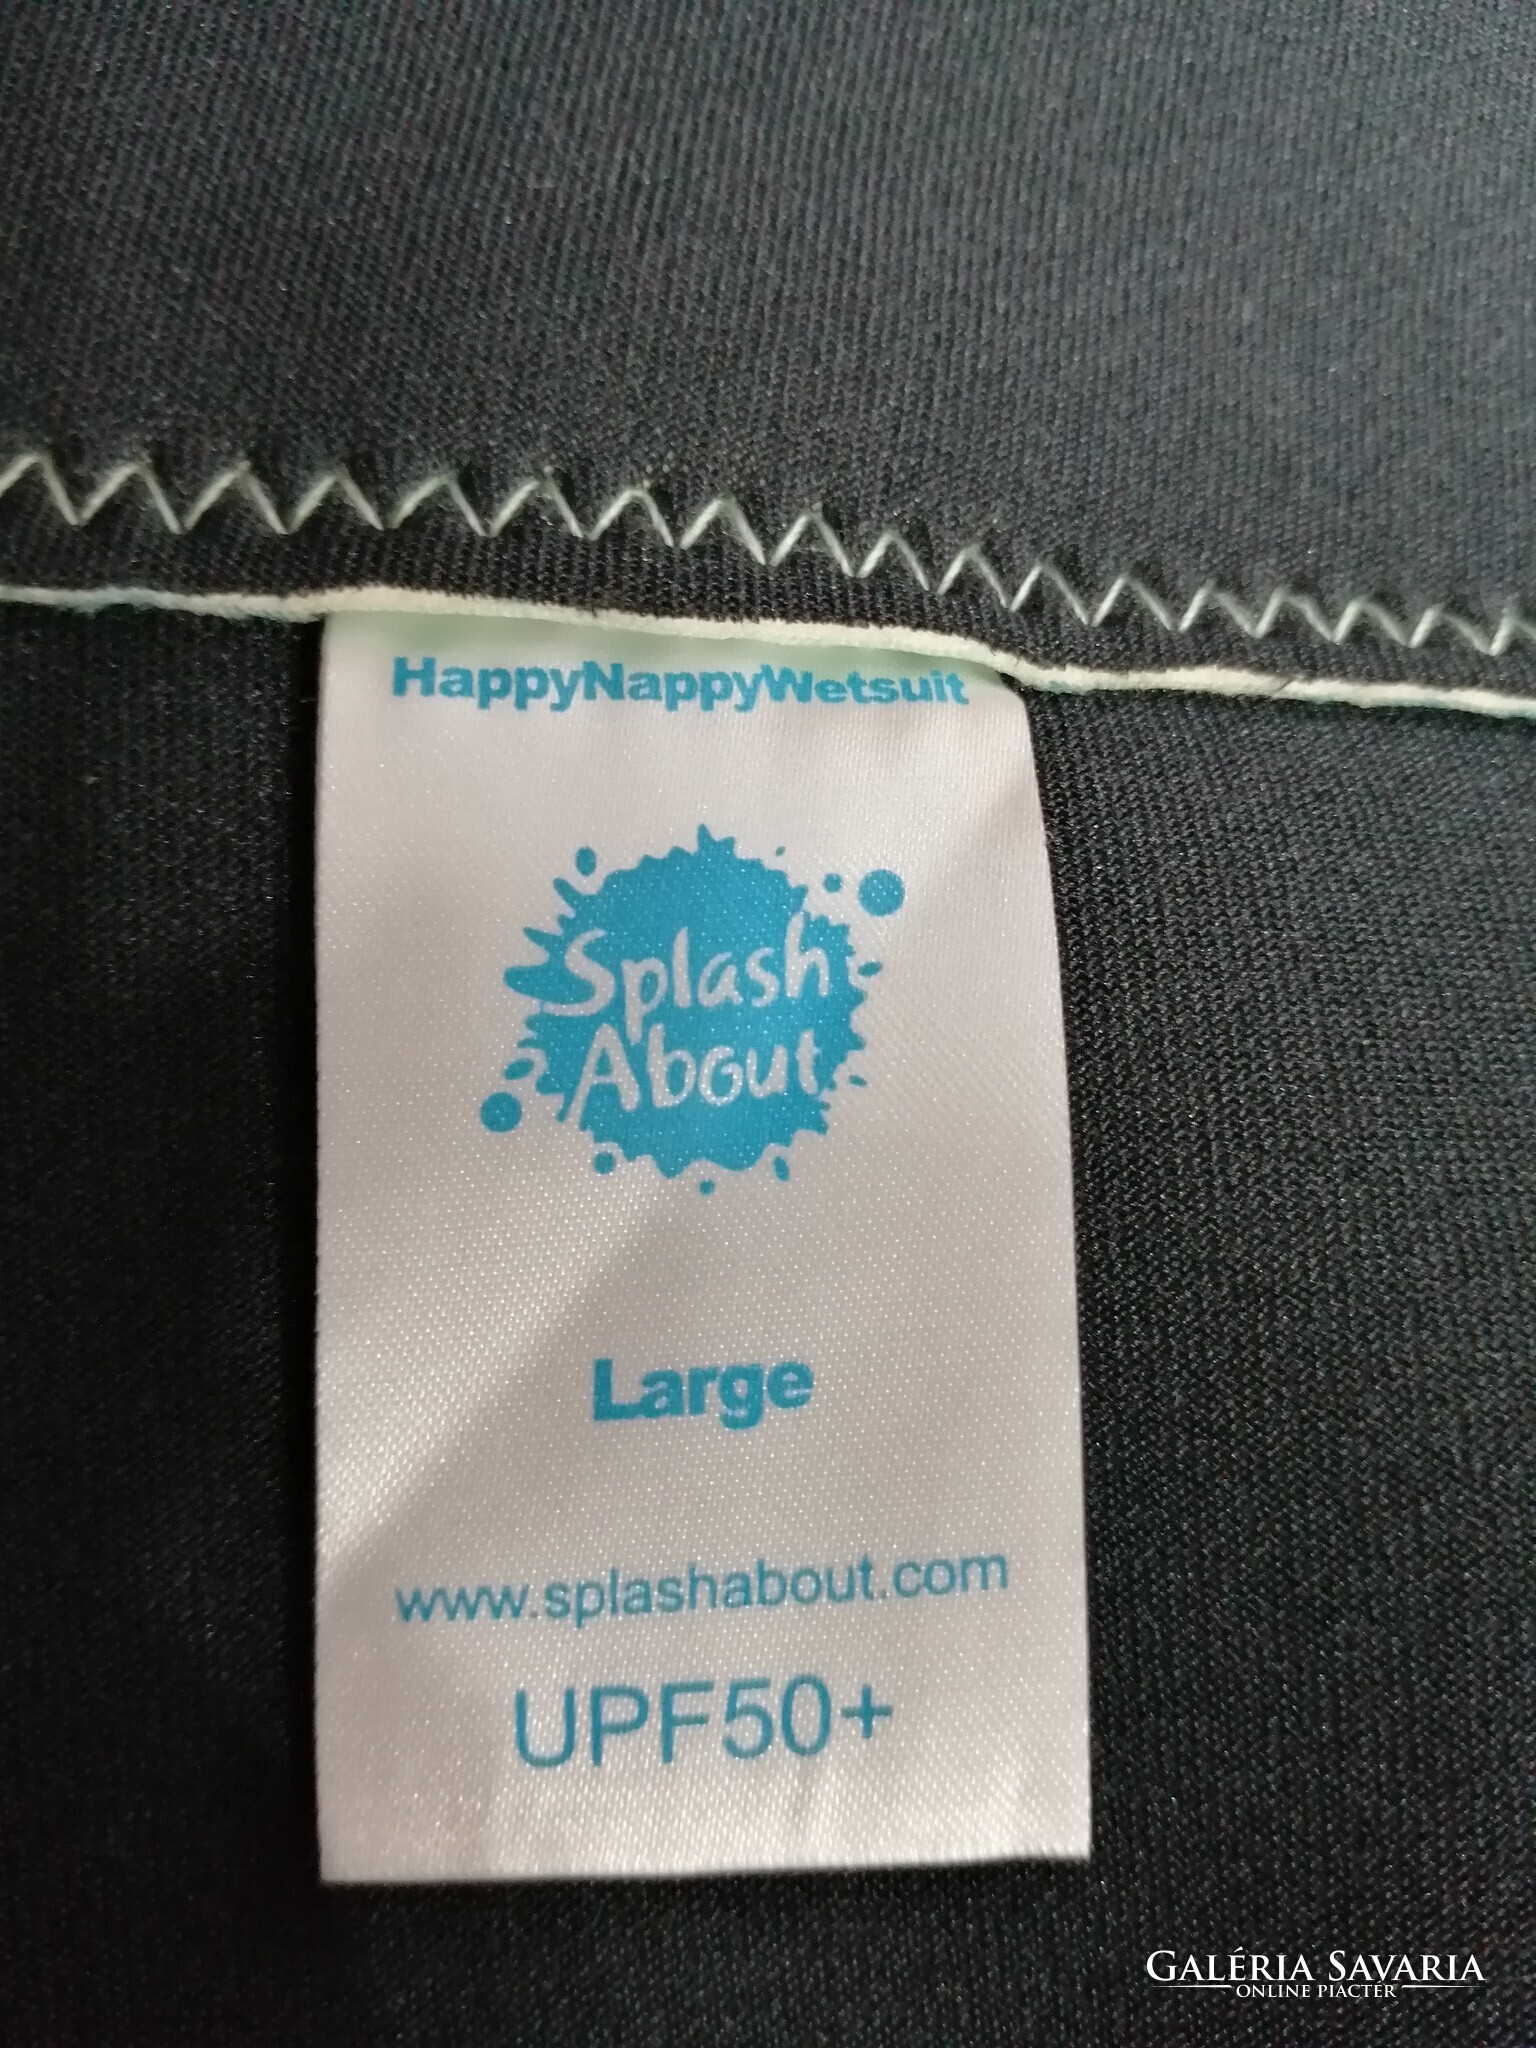 HappyNappyWetsuit
Splash
About
Large
www.splashabout.com
UPF50+
GALÉRIA SAVARIA
ONLINE PIACTÉR